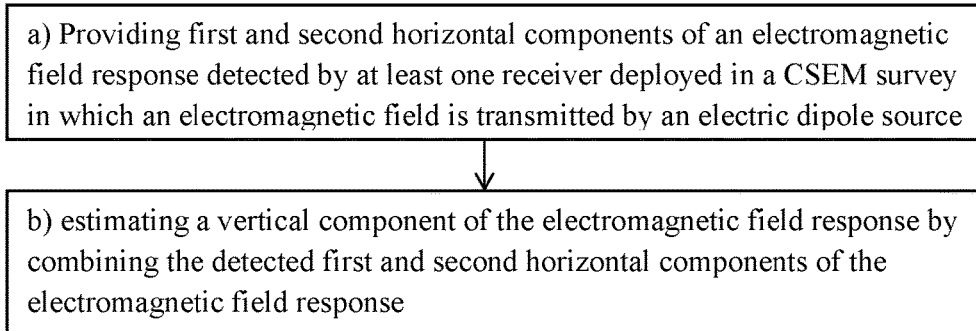 a) Providing first and second horizontal components of an electromagnetic
field response detected by at least one receiver deployed in a CSEM survey
in which an electromagnetic field is transmitted by an electric dipole source
b) estimating a vertical component of the electromagnetic field response by
combining the detected first and second horizontal components of the
electromagnetic field response